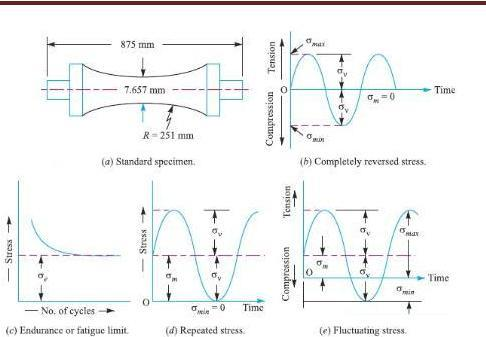 875 mm
7.657 mm
R = 251 mm
(a) Standard specimen.
Tension
Compression
σmax
σv
O
σm = 0
Time
σv
σmin
(b) Completely reversed stress.
Stress
σe
No. of cycles
(c) Endurance or fatigue limit.
Stress
σv
σm
σv
O
σmin = 0
Time
(d) Repeated stress.
Tension
Compression
σv
σmax
σm
O
σv
Time
σmin
(e) Fluctuating stress.